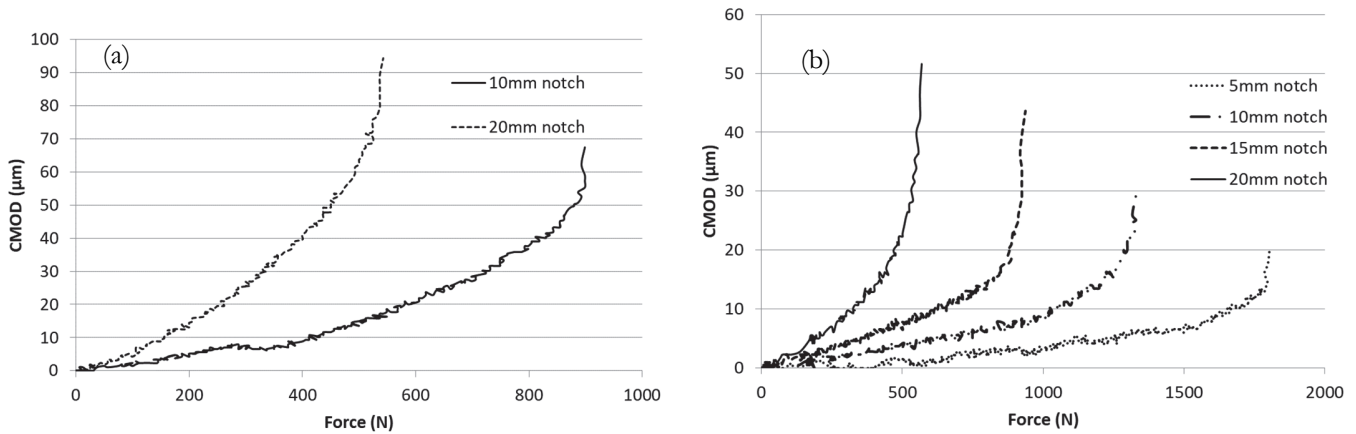 (a)
CMOD (µm)
100
90
80
70
60
50
40
30
20
10
0
0 200 400 600 800 1000
Force (N)
10mm notch
20mm notch
(b)
CMOD (µm)
60
50
40
30
20
10
0
0 500 1000 1500 2000
Force (N)
5mm notch
10mm notch
15mm notch
20mm notch